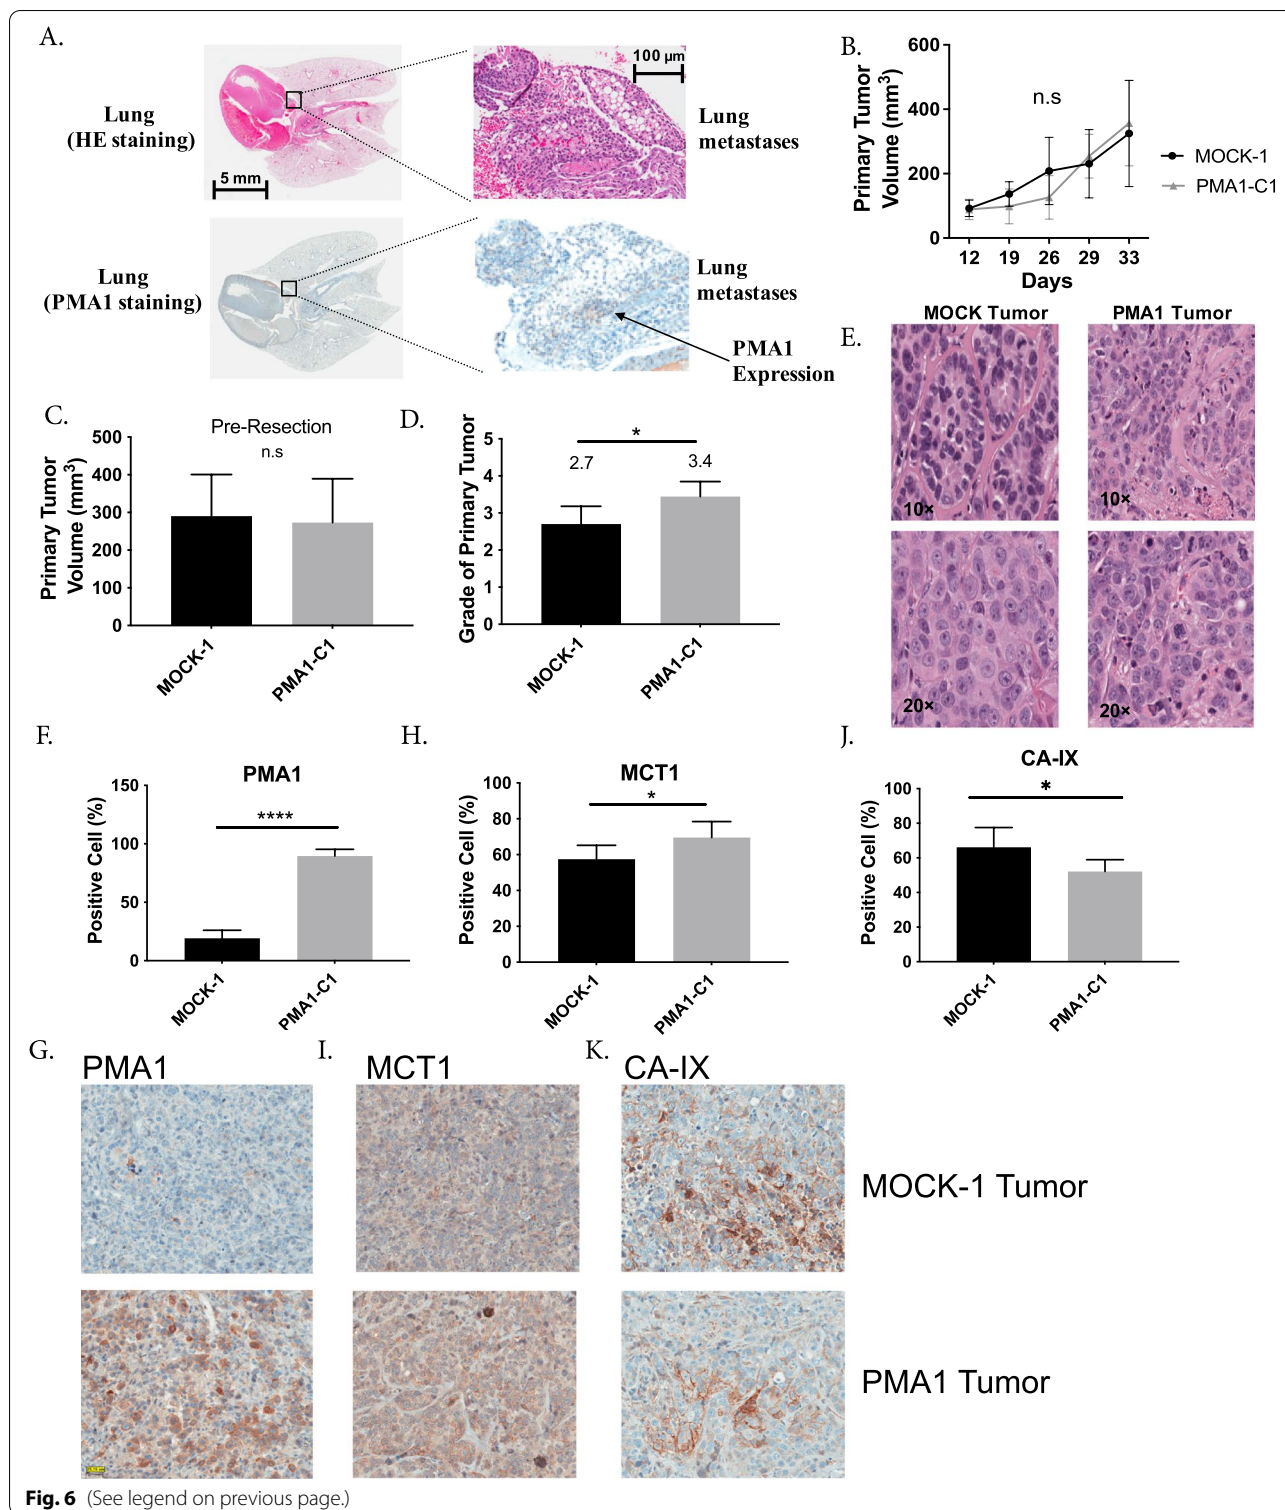 A.
Lung
(HE staining)
5 mm
100 µm
Lung
metastases
Lung
(PMA1 staining)
Lung
metastases
PMA1
Expression
B.
Primary Tumor
Volume (mm³)
600
400
200
0
n.s
12 19 26 29 33
Days
MOCK-1
PMA1-C1
C.
Pre-Resection
n.s
Primary Tumor
Volume (mm³)
500
400
300
200
100
0
MOCK-1
PMA1-C1
D.
Grade of Primary Tumor
5
4
3
2
1
0
*
2.7
3.4
MOCK-1
PMA1-C1
E.
MOCK Tumor
PMA1 Tumor
10×
10×
20×
20×
F.
PMA1
Positive Cell (%)
150
100
50
0
****
MOCK-1
PMA1-C1
H.
MCT1
Positive Cell (%)
100
80
60
40
20
0
*
MOCK-1
PMA1-C1
J.
CA-IX
Positive Cell (%)
100
80
60
40
20
0
*
MOCK-1
PMA1-C1
G.
PMA1
I.
MCT1
K.
CA-IX
MOCK-1 Tumor
PMA1 Tumor
Fig. 6 (See legend on previous page.)